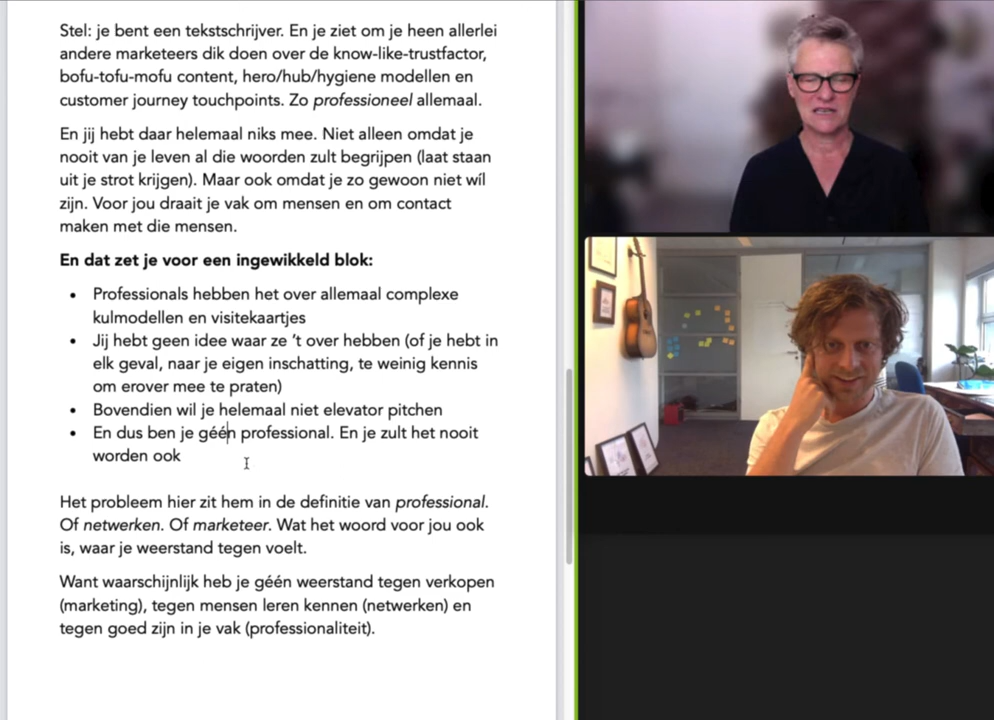 Stel: je bent een tekstschrijver. En je ziet om je heen allerlei
andere marketeers dik doen over de know-like-trustfactor,
bofu-tofu-mofu content, hero/hub/hygiene modellen en
customer journey touchpoints. Zo professioneel allemaal.
En jij hebt daar helemaal niks mee. Niet alleen omdat je
nooit van je leven al die woorden zult begrijpen (laat staan
uit je strot krijgen). Maar ook omdat je zo gewoon niet wíl
zijn. Voor jou draait je vak om mensen en om contact
maken met die mensen.
En dat zet je voor een ingewikkeld blok:
• Professionals hebben het over allemaal complexe
kulmodellen en visitekaartjes
• Jij hebt geen idee waar ze 't over hebben (of je hebt in
elk geval, naar je eigen inschatting, te weinig kennis
om erover mee te praten)
• Bovendien wil je helemaal niet elevator pitchen
• En dus ben je géén professional. En je zult het nooit
worden ook
Het probleem hier zit hem in de definitie van professional.
Of netwerken. Of marketeer. Wat het woord voor jou ook
is, waar je weerstand tegen voelt.
Want waarschijnlijk heb je géén weerstand tegen verkopen
(marketing), tegen mensen leren kennen (netwerken) en
tegen goed zijn in je vak (professionaliteit).